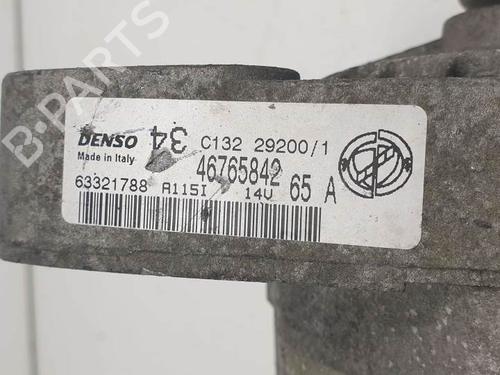 DENSO 34 C132 29200/1
Made in Italy 46765842 65 A
63321788 A115I 14V
B-PARTS